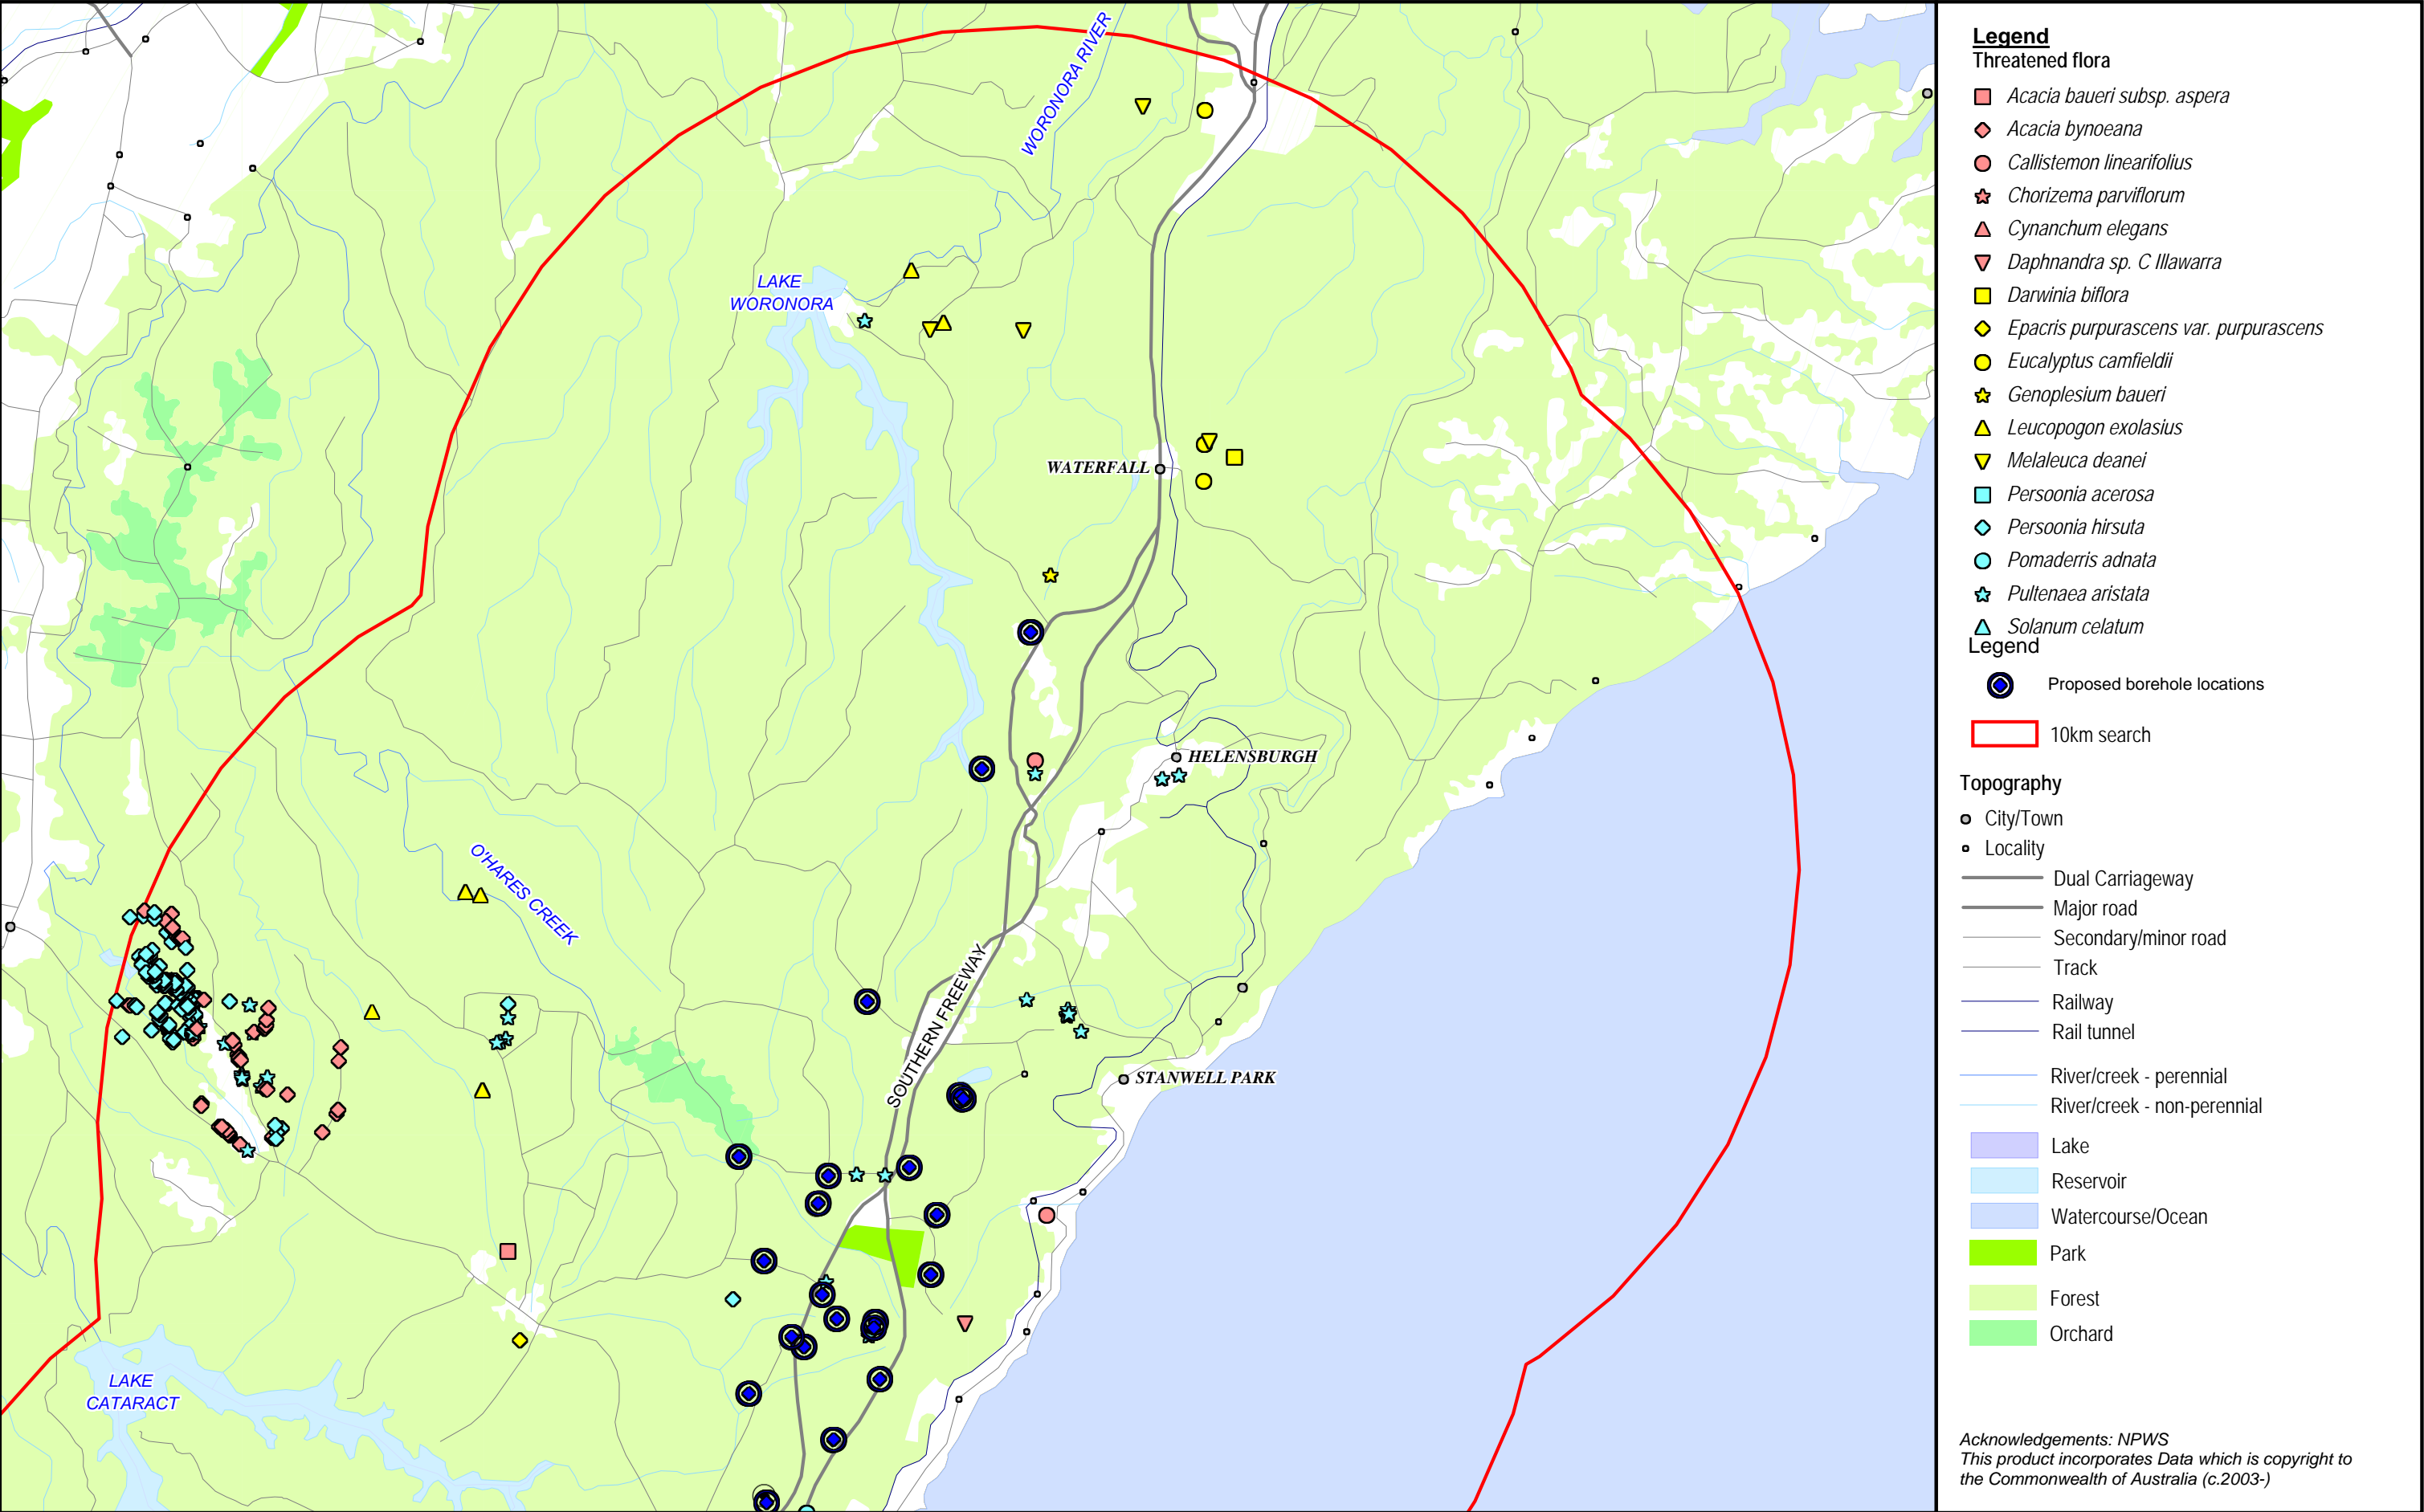 WORONORA RIVER
LAKE
WORONORA
WATERFALL
HELENSBURGH
O'HARES CREEK
SOUTHERN FREEWAY
STANWELL PARK
LAKE
CATARACT
Legend
Threatened flora
Acacia baueri subsp. aspera
Acacia bynoeana
Callistemon linearifolius
Chorizema parviflorum
Cynanchum elegans
Daphnandra sp. C Illawarra
Darwinia biflora
Epacris purpurascens var. purpurascens
Eucalyptus camfieldii
Genoplesium baueri
Leucopogon exolasius
Melaleuca deanei
Persoonia acerosa
Persoonia hirsuta
Pomaderris adnata
Pultenaea aristata
Solanum celatum
Legend
Proposed borehole locations
10km search
Topography
City/Town
Locality
Dual Carriageway
Major road
Secondary/minor road
Track
Railway
Rail tunnel
River/creek - perennial
River/creek - non-perennial
Lake
Reservoir
Watercourse/Ocean
Park
Forest
Orchard
Acknowledgements: NPWS
This product incorporates Data which is copyright to
the Commonwealth of Australia (c.2003-)